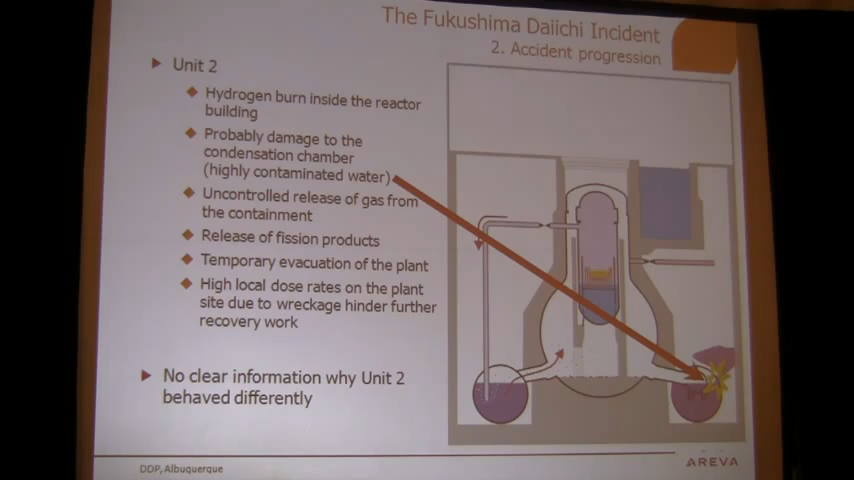 The Fukushima Daiichi Incident
2. Accident progression
Unit 2
Hydrogen burn inside the reactor
building
Probably damage to the
condensation chamber
(highly contaminated water)
Uncontrolled release of gas from
the containment
Release of fission products
Temporary evacuation of the plant
High local dose rates on the plant
site due to wreckage hinder further
recovery work
No clear information why Unit 2
behaved differently
DDP, Albuquerque
AREVA